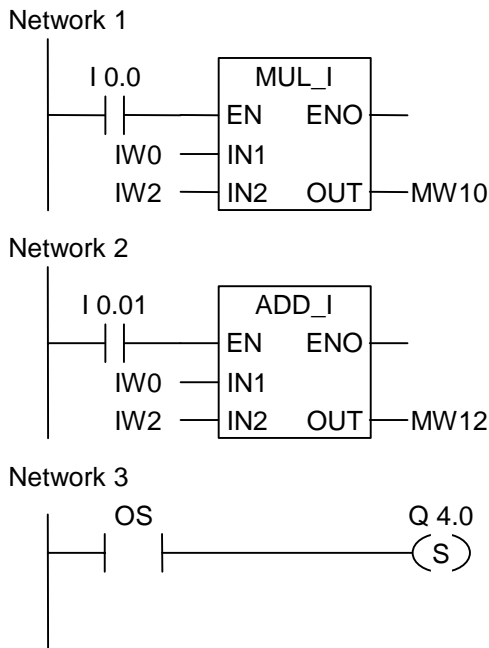 Network 1
I 0.0 MUL_I
EN ENO
IW0 IN1
IW2 IN2 OUT MW10
Network 2
I 0.01 ADD_I
EN ENO
IW0 IN1
IW2 IN2 OUT MW12
Network 3
OS Q 4.0
S